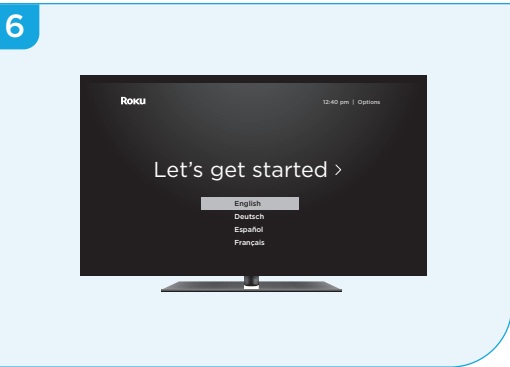 6
Roku
12:40 pm | Options
Let's get started >
English
Deutsch
Español
Français